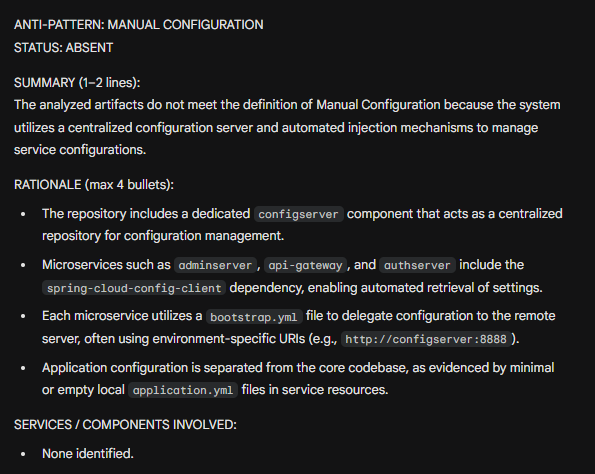 ANTI-PATTERN: MANUAL CONFIGURATION
STATUS: ABSENT
SUMMARY (1–2 lines):
The analyzed artifacts do not meet the definition of Manual Configuration because the system
utilizes a centralized configuration server and automated injection mechanisms to manage
service configurations.
RATIONALE (max 4 bullets):
• The repository includes a dedicated configserver component that acts as a centralized
repository for configuration management.
• Microservices such as adminserver, api-gateway, and authserver include the
spring-cloud-config-client dependency, enabling automated retrieval of settings.
• Each microservice utilizes a bootstrap.yml file to delegate configuration to the remote
server, often using environment-specific URIs (e.g., http://configserver:8888).
• Application configuration is separated from the core codebase, as evidenced by minimal
or empty local application.yml files in service resources.
SERVICES / COMPONENTS INVOLVED:
• None identified.